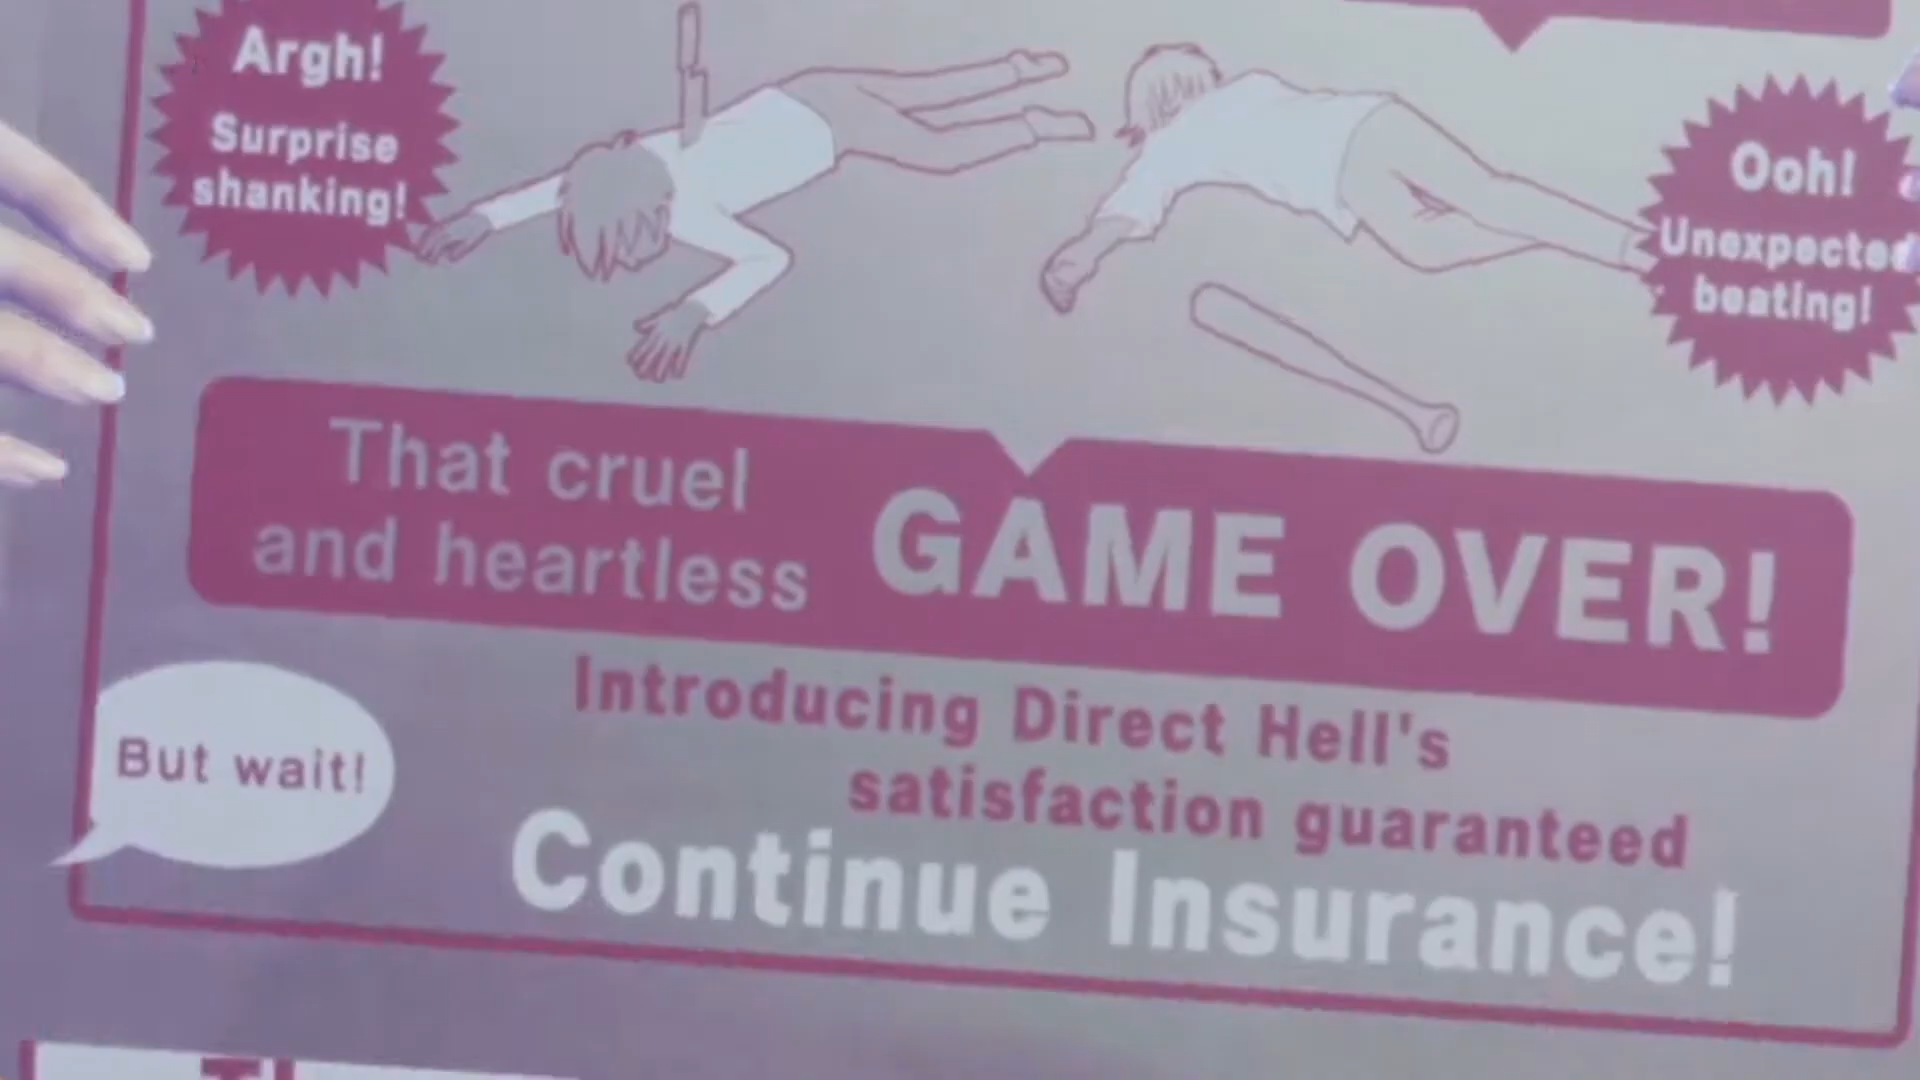 Argh!
Surprise
shanking!
Ooh!
Unexpected
beating!
That cruel
and heartless
GAME OVER!
But wait!
Introducing Direct Hell's
satisfaction guaranteed
Continue Insurance!